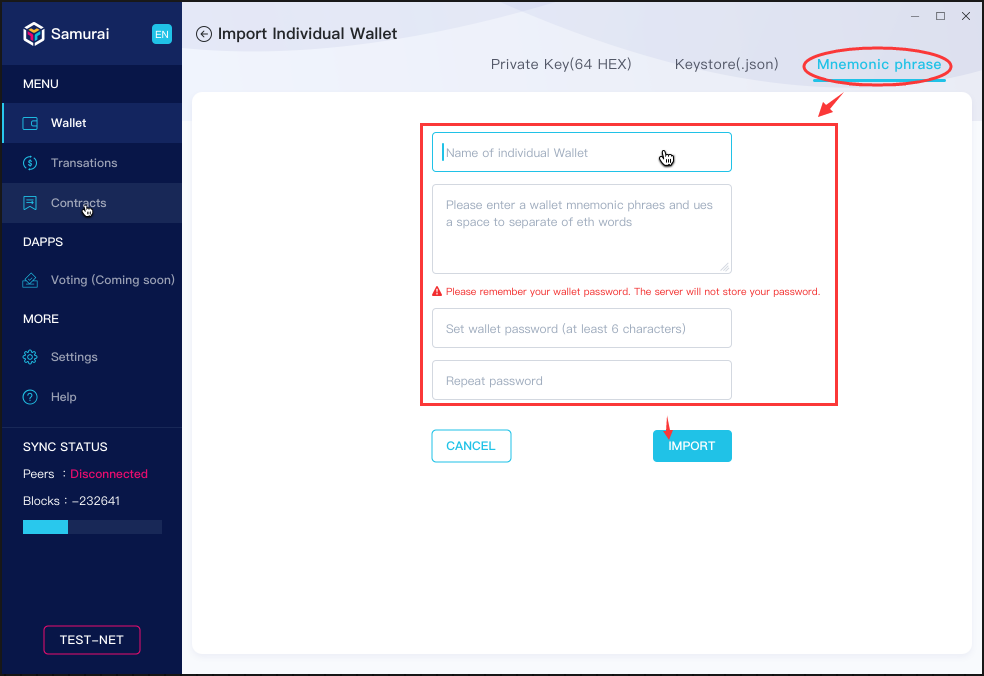 Samurai
EN
MENU
Wallet
Transations
Contracts
DAPPS
Voting (Coming soon)
MORE
Settings
Help
SYNC STATUS
Peers : Disconnected
Blocks : -232641
TEST-NET
Import Individual Wallet
Private Key(64 HEX)
Keystore(.json)
Mnemonic phrase
Name of individual Wallet
Please enter a wallet mnemonic phraes and ues
a space to separate of eth words
Please remember your wallet password. The server will not store your password.
Set wallet password (at least 6 characters)
Repeat password
CANCEL
IMPORT